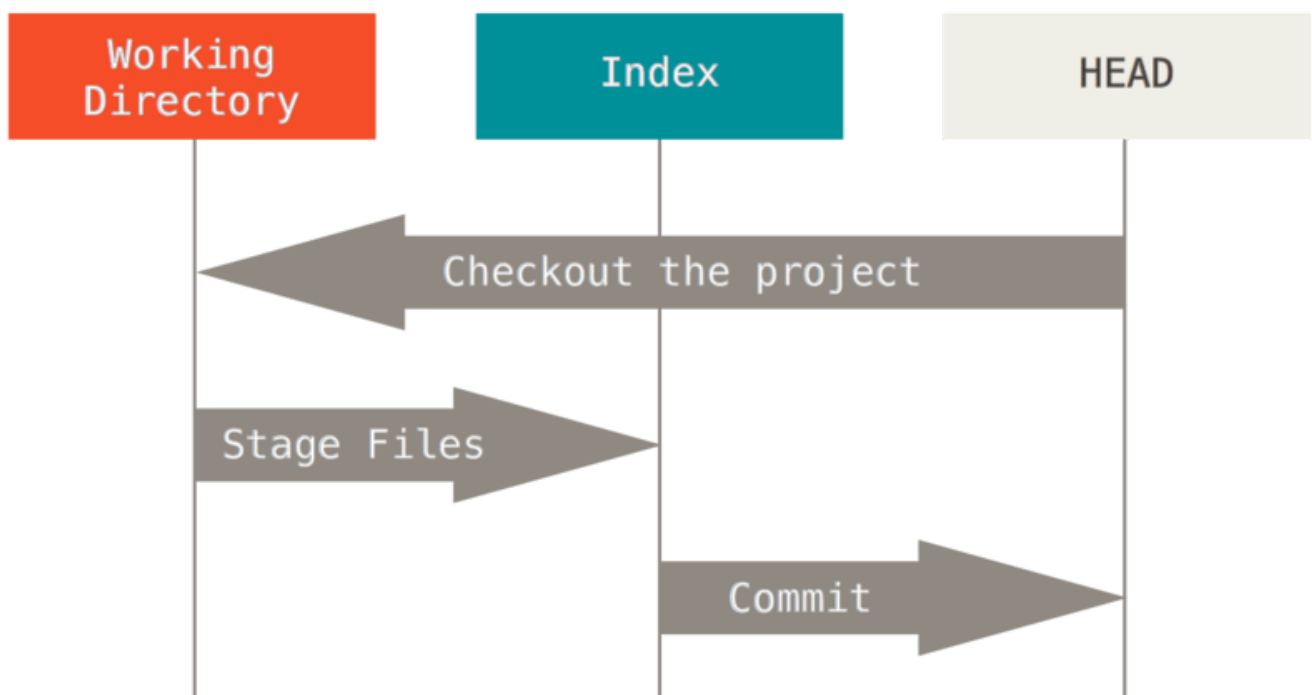 Working
Directory
Index
HEAD
Checkout the project
Stage Files
Commit